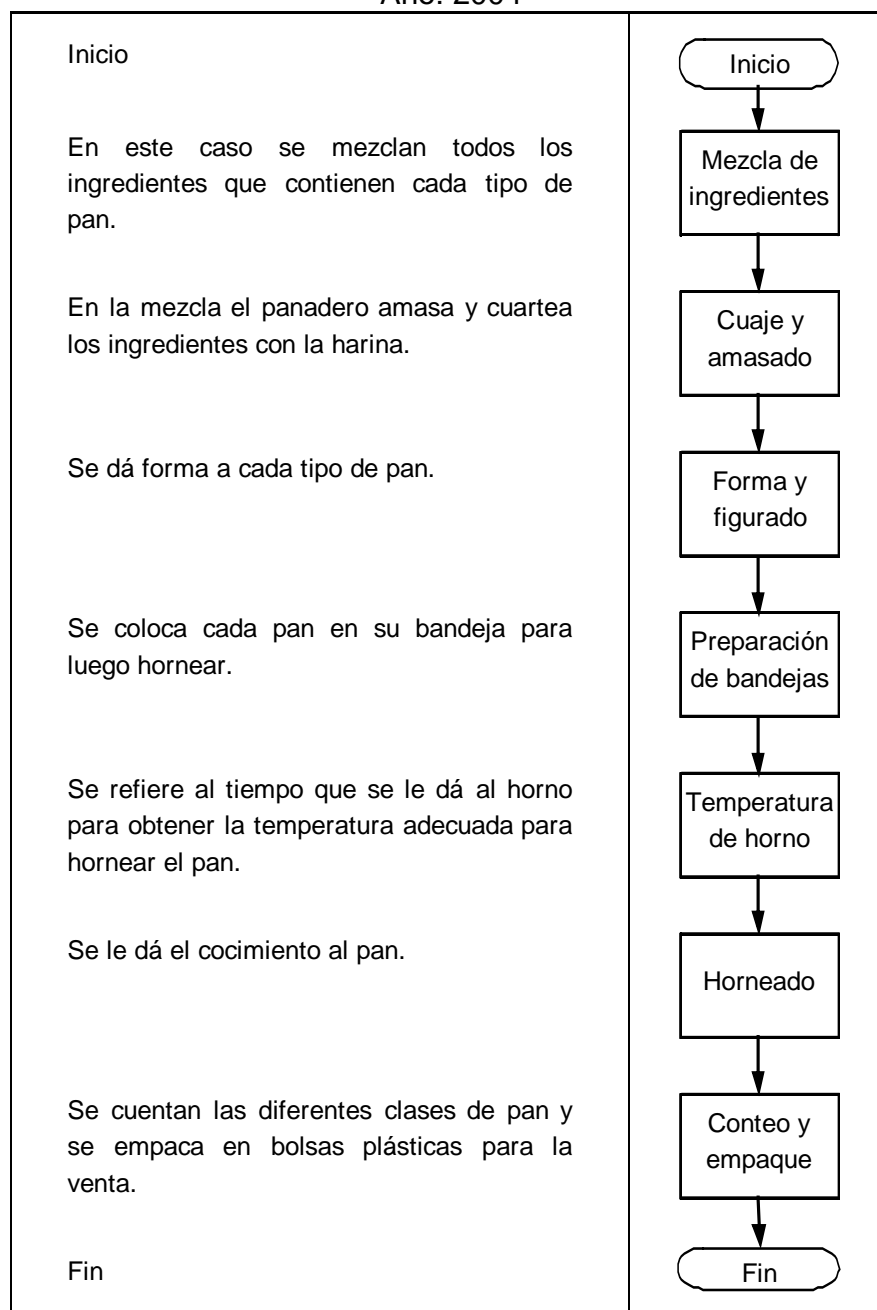 Año: 2004
Inicio
Inicio
En este caso se mezclan todos los
ingredientes que contienen cada tipo de
pan.
Mezcla de
ingredientes
En la mezcla el panadero amasa y cuartea
los ingredientes con la harina.
Cuaje y
amasado
Se dá forma a cada tipo de pan.
Forma y
figurado
Se coloca cada pan en su bandeja para
luego hornear.
Preparación
de bandejas
Se refiere al tiempo que se le dá al horno
para obtener la temperatura adecuada para
hornear el pan.
Temperatura
de horno
Se le dá el cocimiento al pan.
Horneado
Se cuentan las diferentes clases de pan y
se empaca en bolsas plásticas para la
venta.
Conteo y
empaque
Fin
Fin